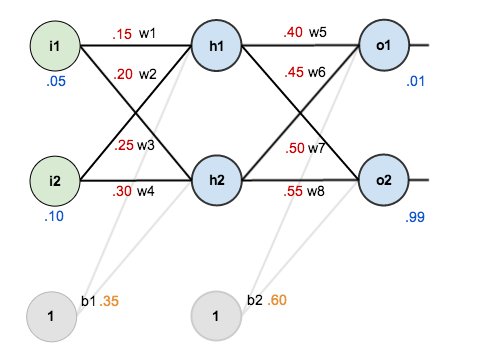 i1 .15 w1 h1 .40 w5 o1
.05 .20 w2 .45 w6 .01
.25 w3 .50 w7
i2 .30 w4 h2 .55 w8 o2
.10 .99
1 b1 .35 1 b2 .60